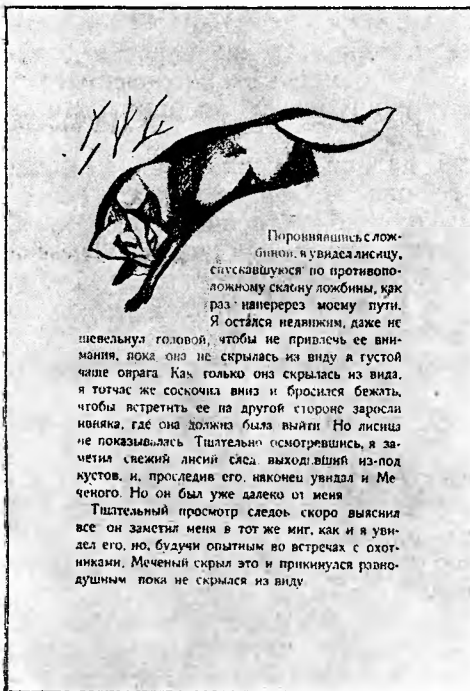 Поровнявшись с лож-
биной, я увидел лисицу,
спускавшуюся по противопо-
ложному склону ложбины, как
раз наперерез моему пути.
Я остался недвижим, даже не
шевельнул головой, чтобы не привлечь ее вни-
мания, пока она не скрылась из виду в густой
чаще оврага. Как только она скрылась из вида,
я тотчас же соскочил вниз и бросился бежать,
чтобы встретить ее на другой стороне заросли
ивняка, где она должна была выйти. Но лисица
не показывалась. Тщательно осмотревшись, я за-
метил свежий лисий след, выходивший из-под
кустов, и, проследив его, наконец увидал и Ме-
ченого. Но он был уже далеко от меня
Тщательный просмотр следов скоро выяснил
все: он заметил меня в тот же миг, как и я уви-
дел его, но, будучи опытным во встречах с охот-
никами, Меченый скрыл это и прикинулся равно-
душным, пока не скрылся из виду.